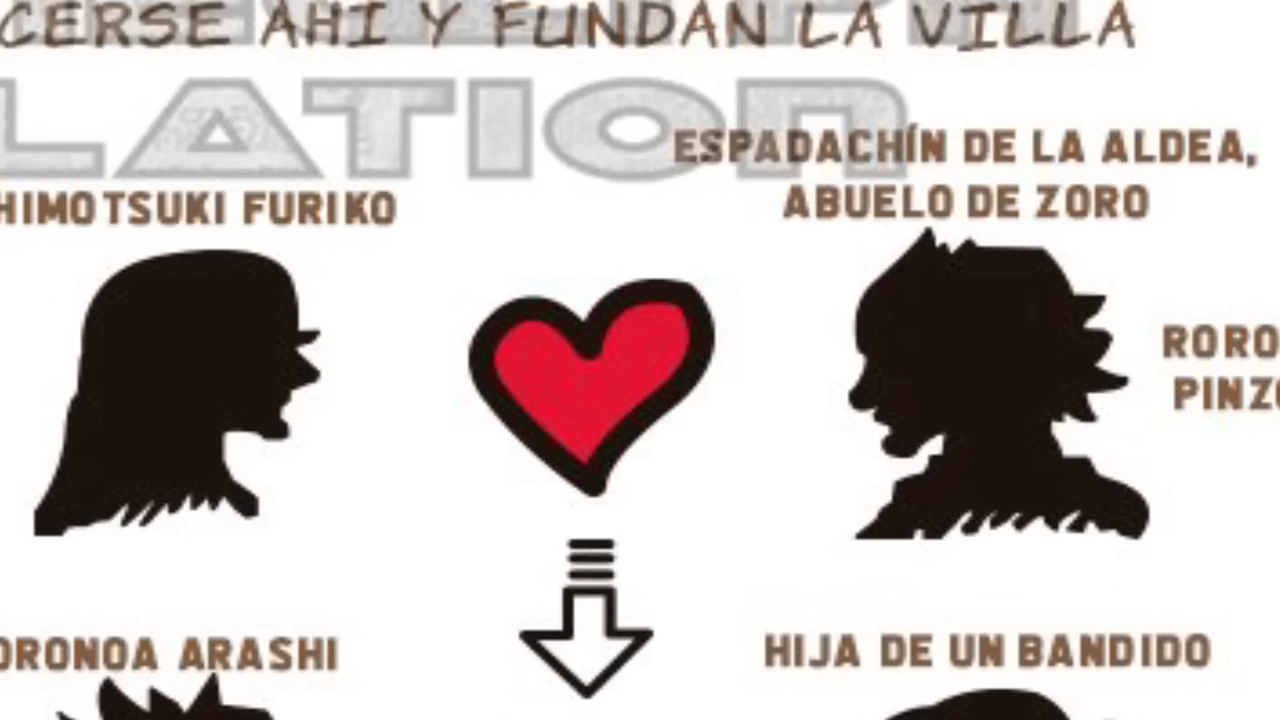 CERSE AHI Y FUNDAN LA VILLA
LATION
ESPADACHÍN DE LA ALDEA,
ABUELO DE ZORO
HIMOTSUKI FURIKO
RORO
PINZO
ORONOA ARASHI
HIJA DE UN BANDIDO